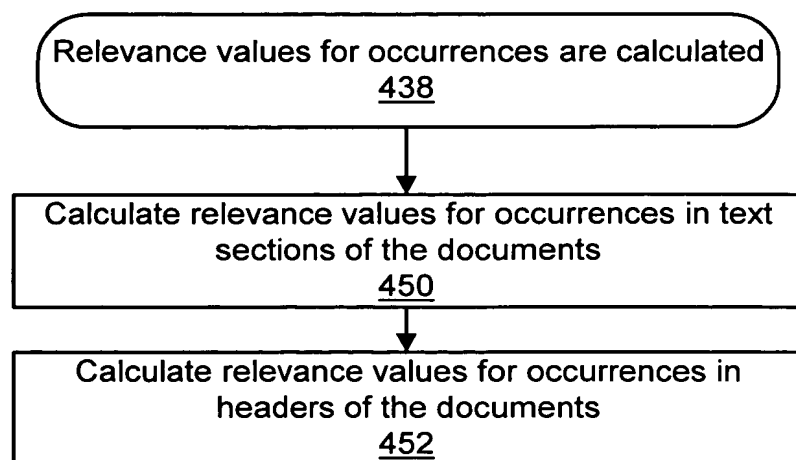 Relevance values for occurrences are calculated
438
Calculate relevance values for occurrences in text
sections of the documents
450
Calculate relevance values for occurrences in
headers of the documents
452